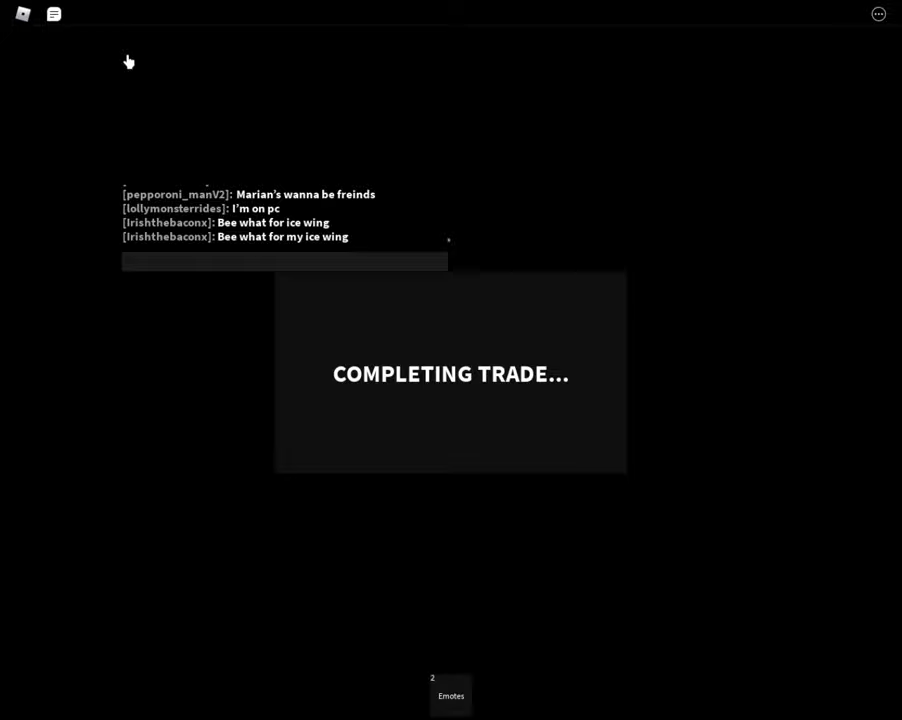 [pepporoni_manV2]: Marian's wanna be freinds
[lollymonsterrides]: I'm on pc
[Irishthebaconx]: Bee what for ice wing
[Irishthebaconx]: Bee what for my ice wing
COMPLETING TRADE...
2
Emotes